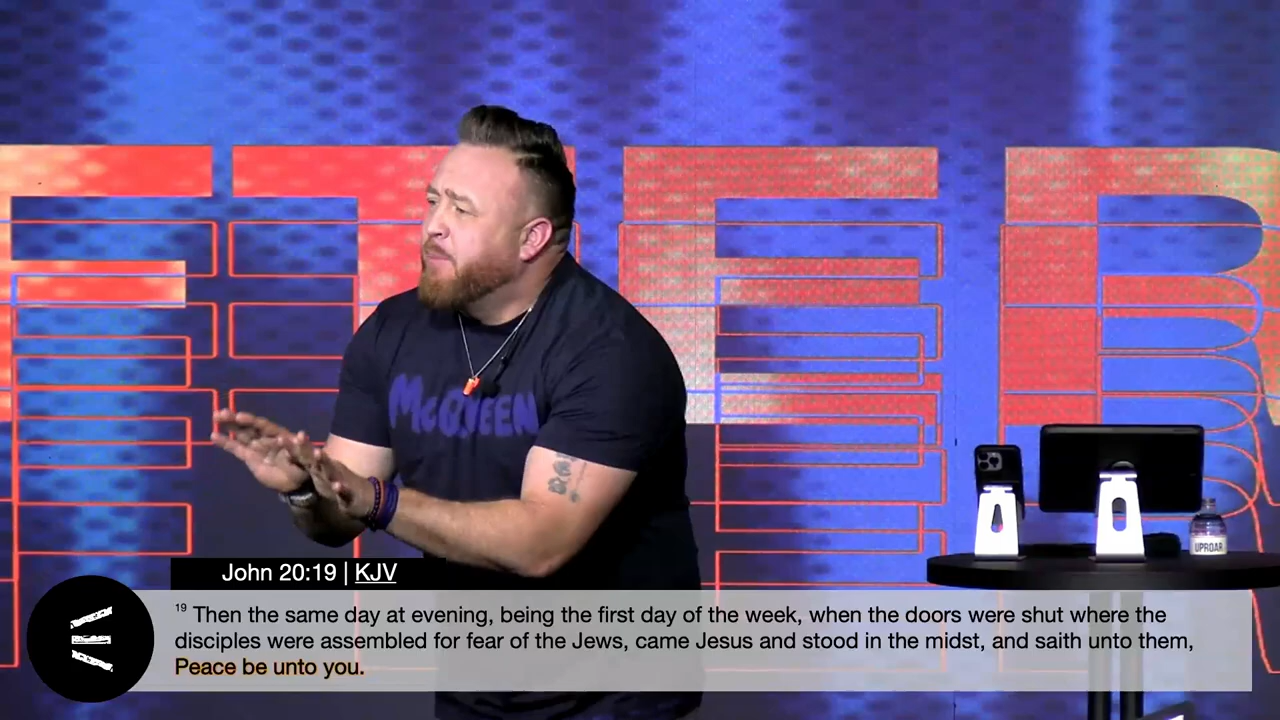 FTER
McQUEEN
UPROAR
John 20:19 | KJV
19 Then the same day at evening, being the first day of the week, when the doors were shut where the
disciples were assembled for fear of the Jews, came Jesus and stood in the midst, and saith unto them,
Peace be unto you.